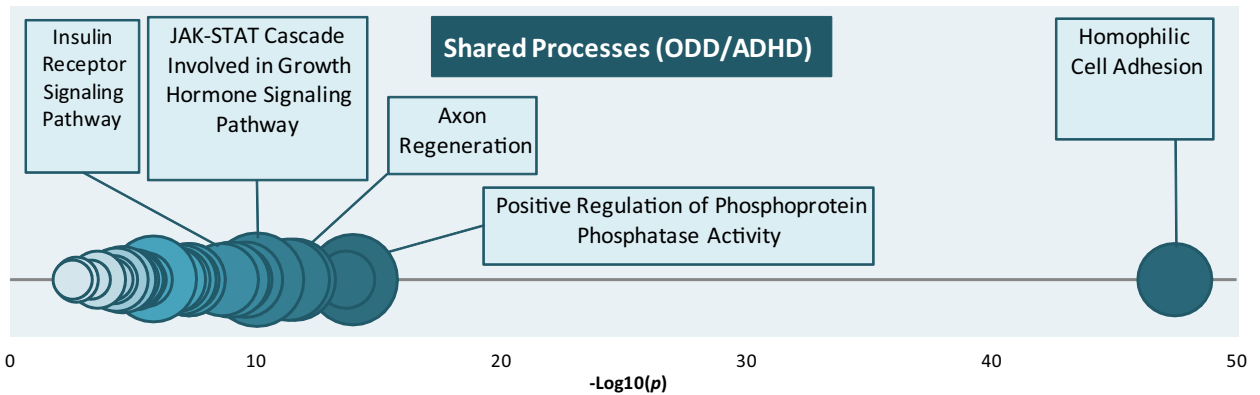 Insulin
Receptor
Signaling
Pathway
JAK-STAT Cascade
Involved in Growth
Hormone Signaling
Pathway
Shared Processes (ODD/ADHD)
Homophilic
Cell Adhesion
Axon
Regeneration
Positive Regulation of Phosphoprotein
Phosphatase Activity
0 10 20 30 40 50
-Log10(p)